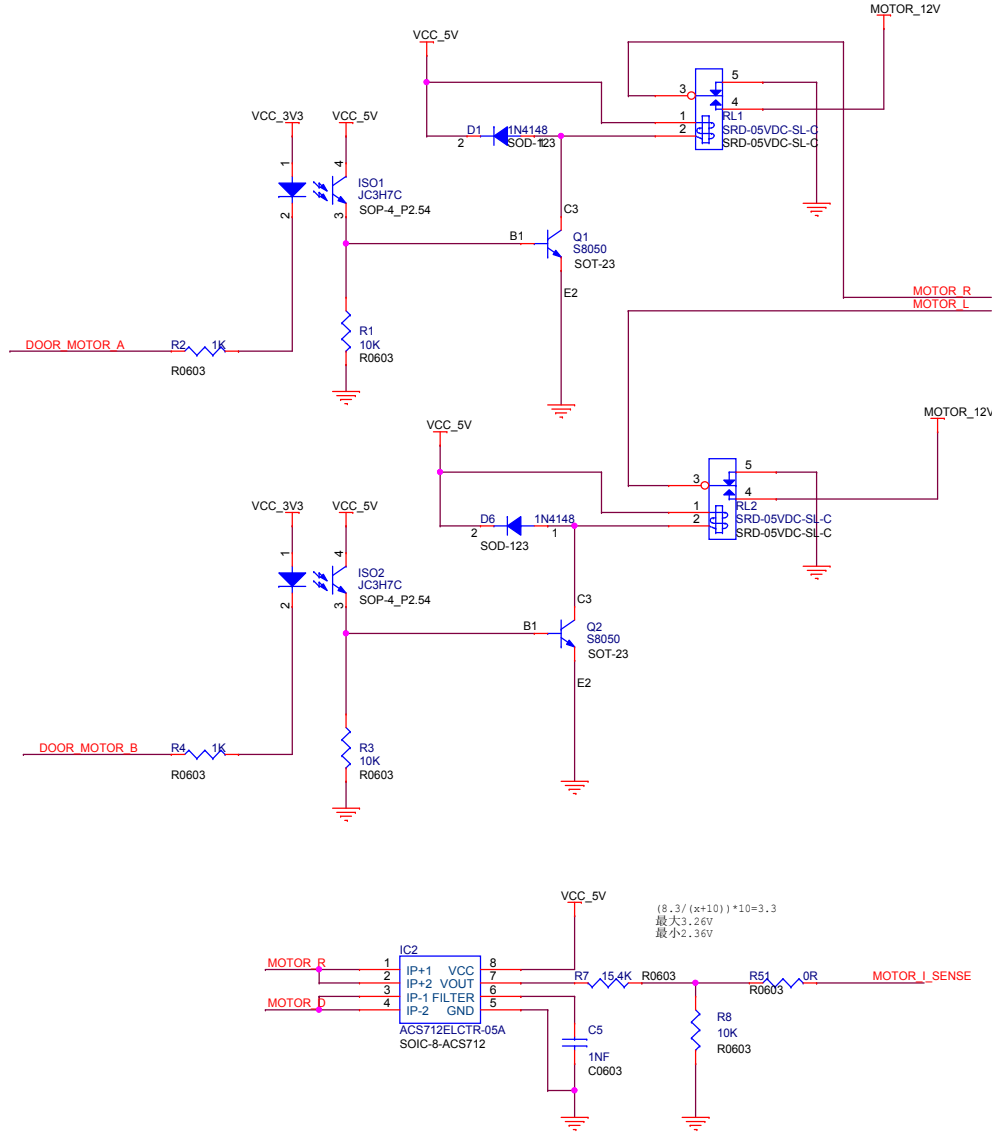 MOTOR_12V
VCC_5V
5
3
4
RL1
1
2
SRD-05VDC-SL-C
SRD-05VDC-SL-C
D1
1N4148
2
SOD-123
1
VCC_3V3
VCC_5V
1
4
ISO1
JC3H7C
SOP-4_P2.54
2
3
C3
B1
Q1
S8050
SOT-23
E2
MOTOR_R
MOTOR_L
R1
10K
R0603
DOOR_MOTOR_A
R2
1K
R0603
MOTOR_12V
VCC_5V
5
3
4
RL2
1
2
SRD-05VDC-SL-C
SRD-05VDC-SL-C
D6
1N4148
2
SOD-123
1
VCC_3V3
VCC_5V
1
4
ISO2
JC3H7C
SOP-4_P2.54
2
3
C3
B1
Q2
S8050
SOT-23
E2
R3
10K
R0603
DOOR_MOTOR_B
R4
1K
R0603
VCC_5V
(8.3/(x+10))*10=3.3
最大3.26V
最小2.36V
IC2
MOTOR_R
1
IP+1
VCC
8
2
IP+2
VOUT
7
3
IP-1
FILTER
6
MOTOR_D
4
IP-2
GND
5
ACS712ELCTR-05A
SOIC-8-ACS712
R7
15.4K
R0603
R51
0R
R0603
MOTOR_I_SENSE
C5
1NF
C0603
R8
10K
R0603